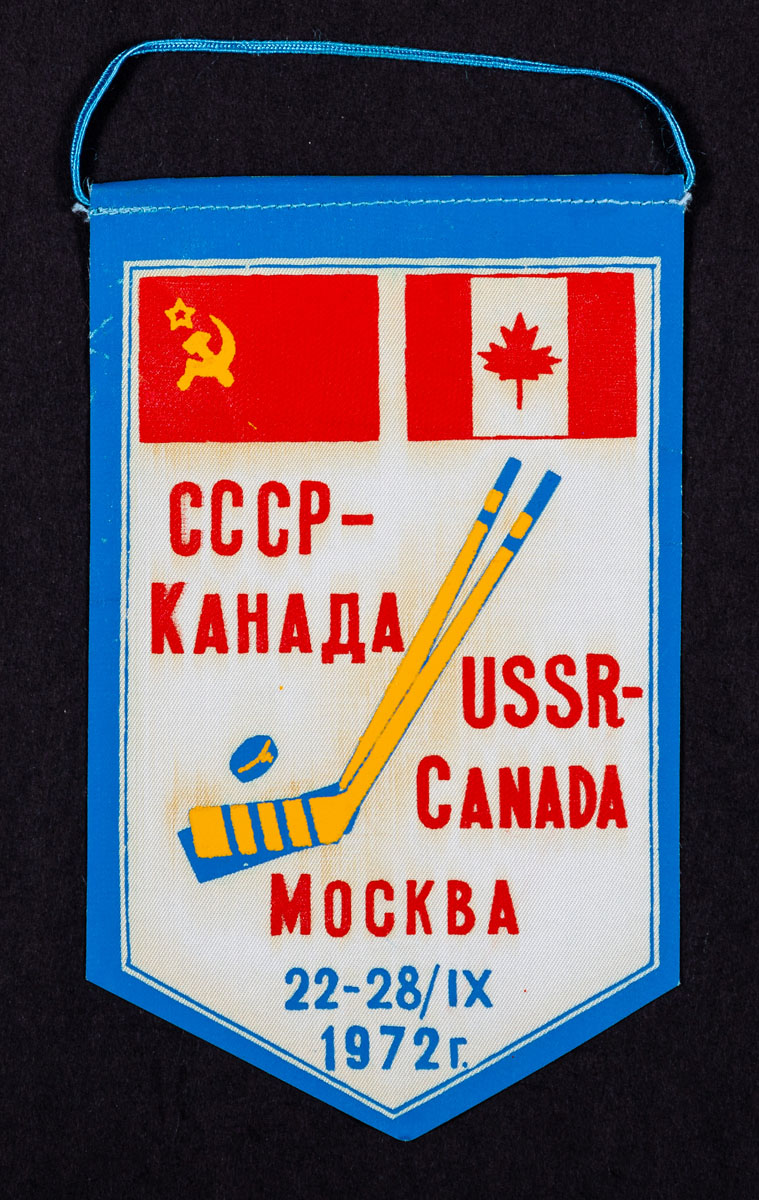 СССР-
КАНАДА
USSR-
CANADA
МОСКВА
22-28/IX
1972г.